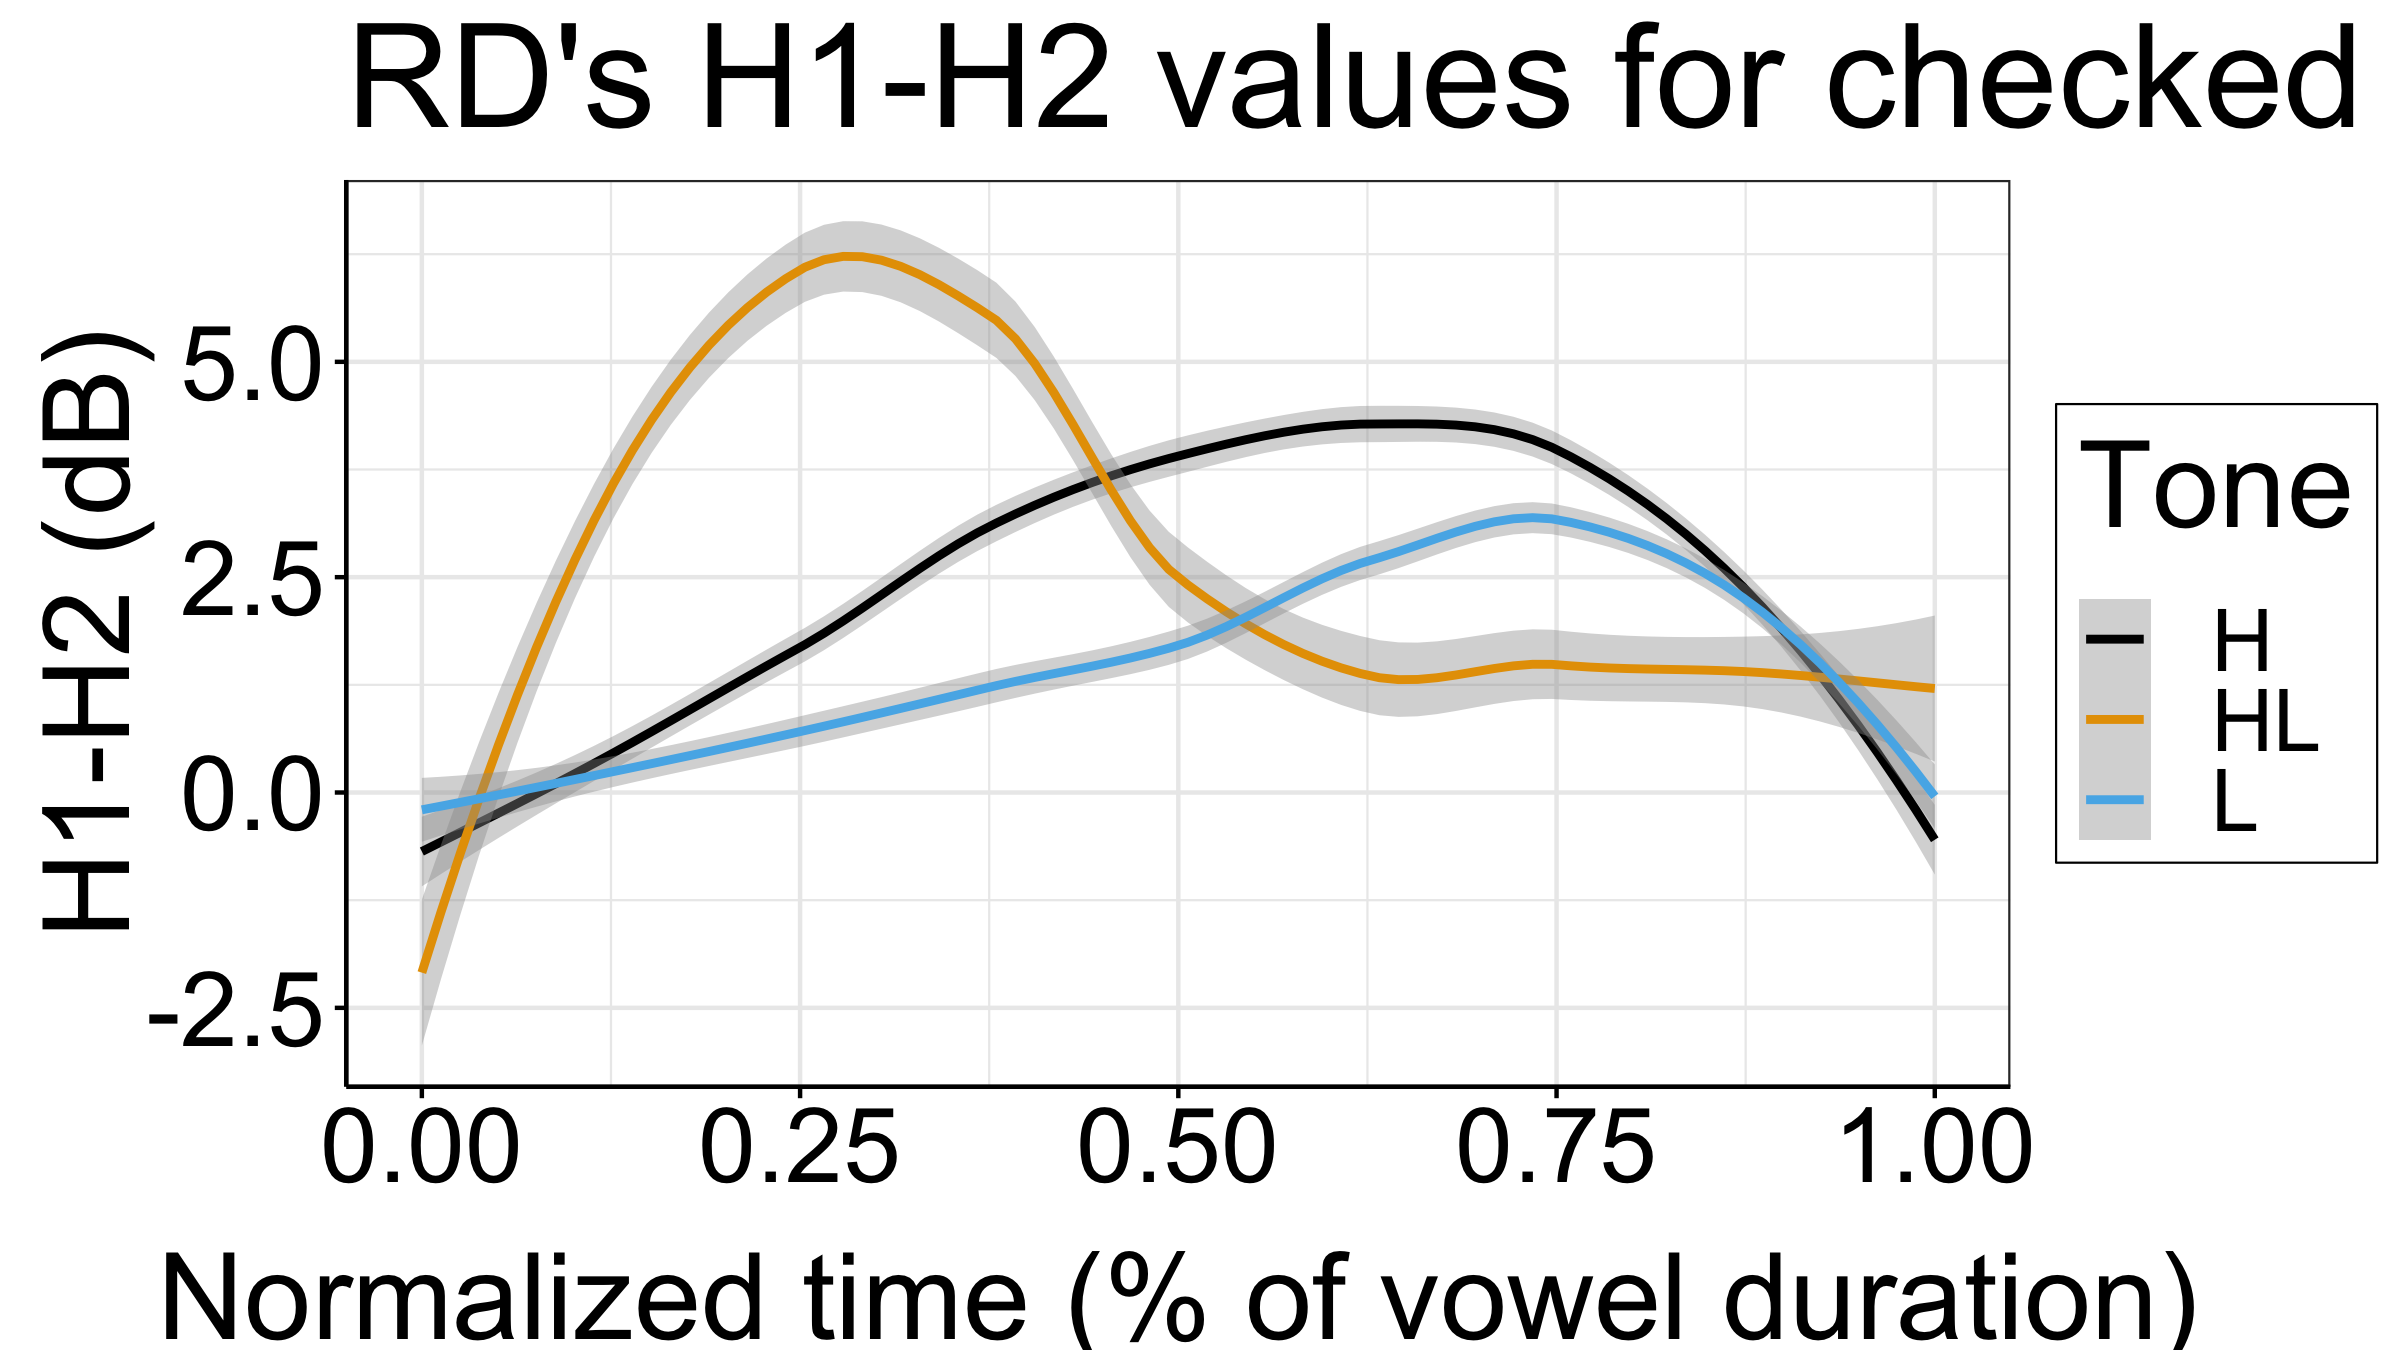 RD's H1-H2 values for checked
H1-H2 (dB)
5.0
2.5
0.0
-2.5
0.00 0.25 0.50 0.75 1.00
Normalized time (% of vowel duration)
Tone
H
HL
L